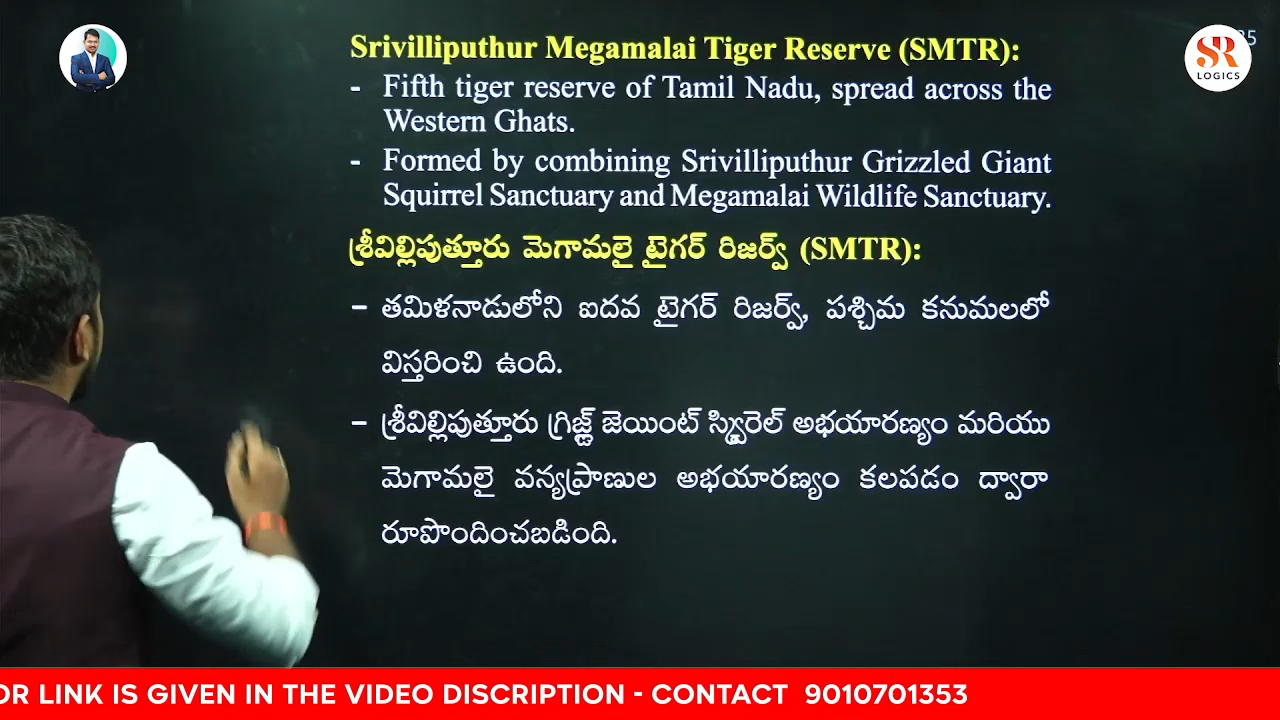 Srivilliputhur Megamalai Tiger Reserve (SMTR):
SR
LOGICS
- Fifth tiger reserve of Tamil Nadu, spread across the
Western Ghats.
- Formed by combining Srivilliputhur Grizzled Giant
Squirrel Sanctuary and Megamalai Wildlife Sanctuary.
శ్రీవిల్లిపుత్తూరు మెగామలై టైగర్ రిజర్వ్ (SMTR):
– తమిళనాడులోని ఐదవ టైగర్ రిజర్వ్, పశ్చిమ కనుమలలో
విస్తరించి ఉంది.
– శ్రీవిల్లిపుత్తూరు గ్రిజ్ల్డ్ జెయింట్ స్క్విరెల్ అభయారణ్యం మరియు
మెగామలై వన్యప్రాణుల అభయారణ్యం కలపడం ద్వారా
రూపొందించబడింది.
OR LINK IS GIVEN IN THE VIDEO DISCRIPTION - CONTACT 9010701353